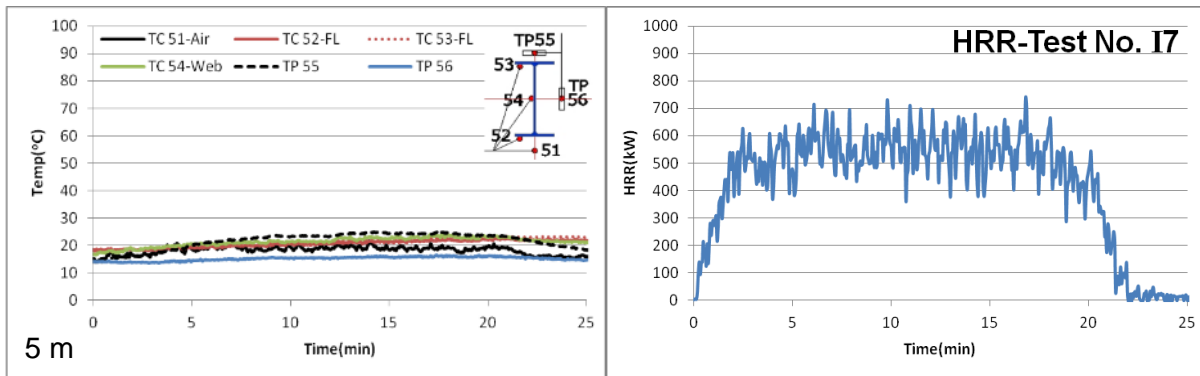 100
90
80
70
60
50
40
30
20
10
0
Temp(°C)
TC 51-Air
TC 52-FL
TC 53-FL
TC 54-Web
TP 55
TP 56
TP55
53
54
TP
56
52
51
0
5
10
15
20
25
Time(min)
5 m
HRR-Test No. I7
1000
900
800
700
600
500
400
300
200
100
0
HRR(kW)
0
5
10
15
20
25
Time(min)